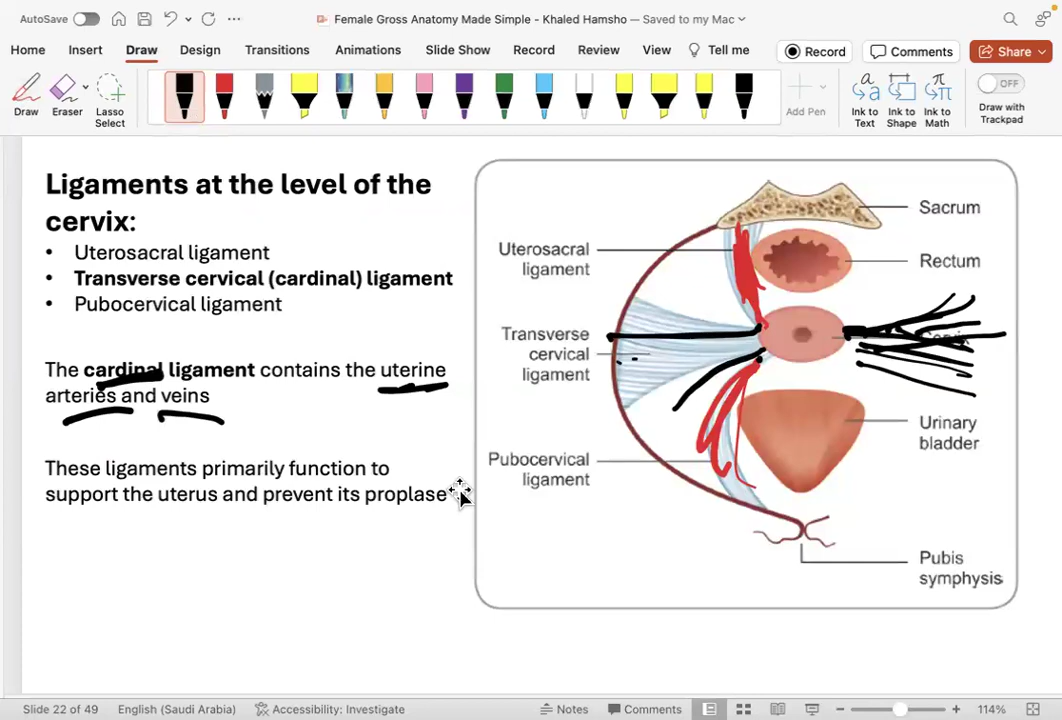 AutoSave
Female Gross Anatomy Made Simple - Khaled Hamsho — Saved to my Mac
Home Insert Draw Design Transitions Animations Slide Show Record Review View Tell me Record Comments Share
OFF
Draw Eraser Lasso Select Add Pen Ink to Text Ink to Shape Ink to Math Draw with Trackpad
Ligaments at the level of the
cervix:
• Uterosacral ligament
• Transverse cervical (cardinal) ligament
• Pubocervical ligament
The cardinal ligament contains the uterine
arteries and veins
These ligaments primarily function to
support the uterus and prevent its proplase
Sacrum
Uterosacral
ligament
Rectum
Transverse
cervical
ligament
Cervix
Urinary
bladder
Pubocervical
ligament
Pubis
symphysis
Slide 22 of 49 English (Saudi Arabia) Accessibility: Investigate Notes Comments 114%